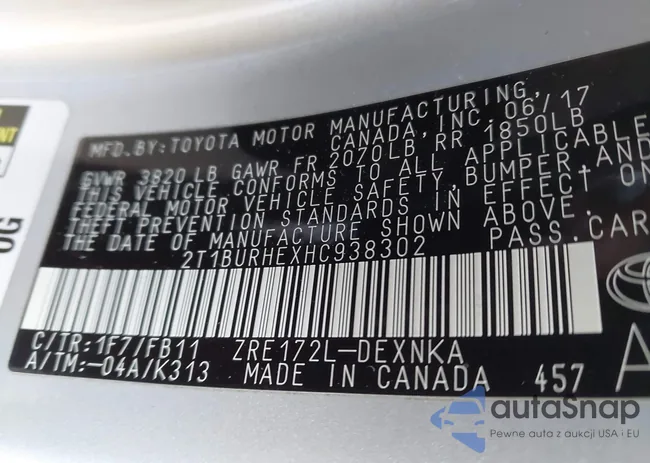 MFD.BY:TOYOTA MOTOR MANUFACTURING,
CANADA, INC. 06/17
GVWR 3820 LB GAWR FR 2070LB, RR 1850LB
THIS VEHICLE CONFORMS TO ALL APPLICABLE
FEDERAL MOTOR VEHICLE SAFETY, BUMPER, AND
THEFT PREVENTION STANDARDS IN EFFECT ON
THE DATE OF MANUFACTURE SHOWN ABOVE.
2T1BURHEXHC938302 PASS.CAR
C/TR:1F7/FB11 ZRE172L-DEXNKA
A/TM:-04A/K313 MADE IN CANADA 457 A
OG
autaSnap
Pewne auta z aukcji USA i EU